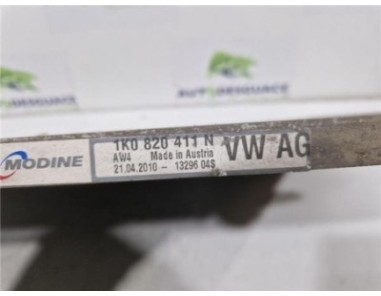 MODINE
1K0 820 411 N
AW4 Made in Austria
21.04.2010 - 13296 04S
VW AG